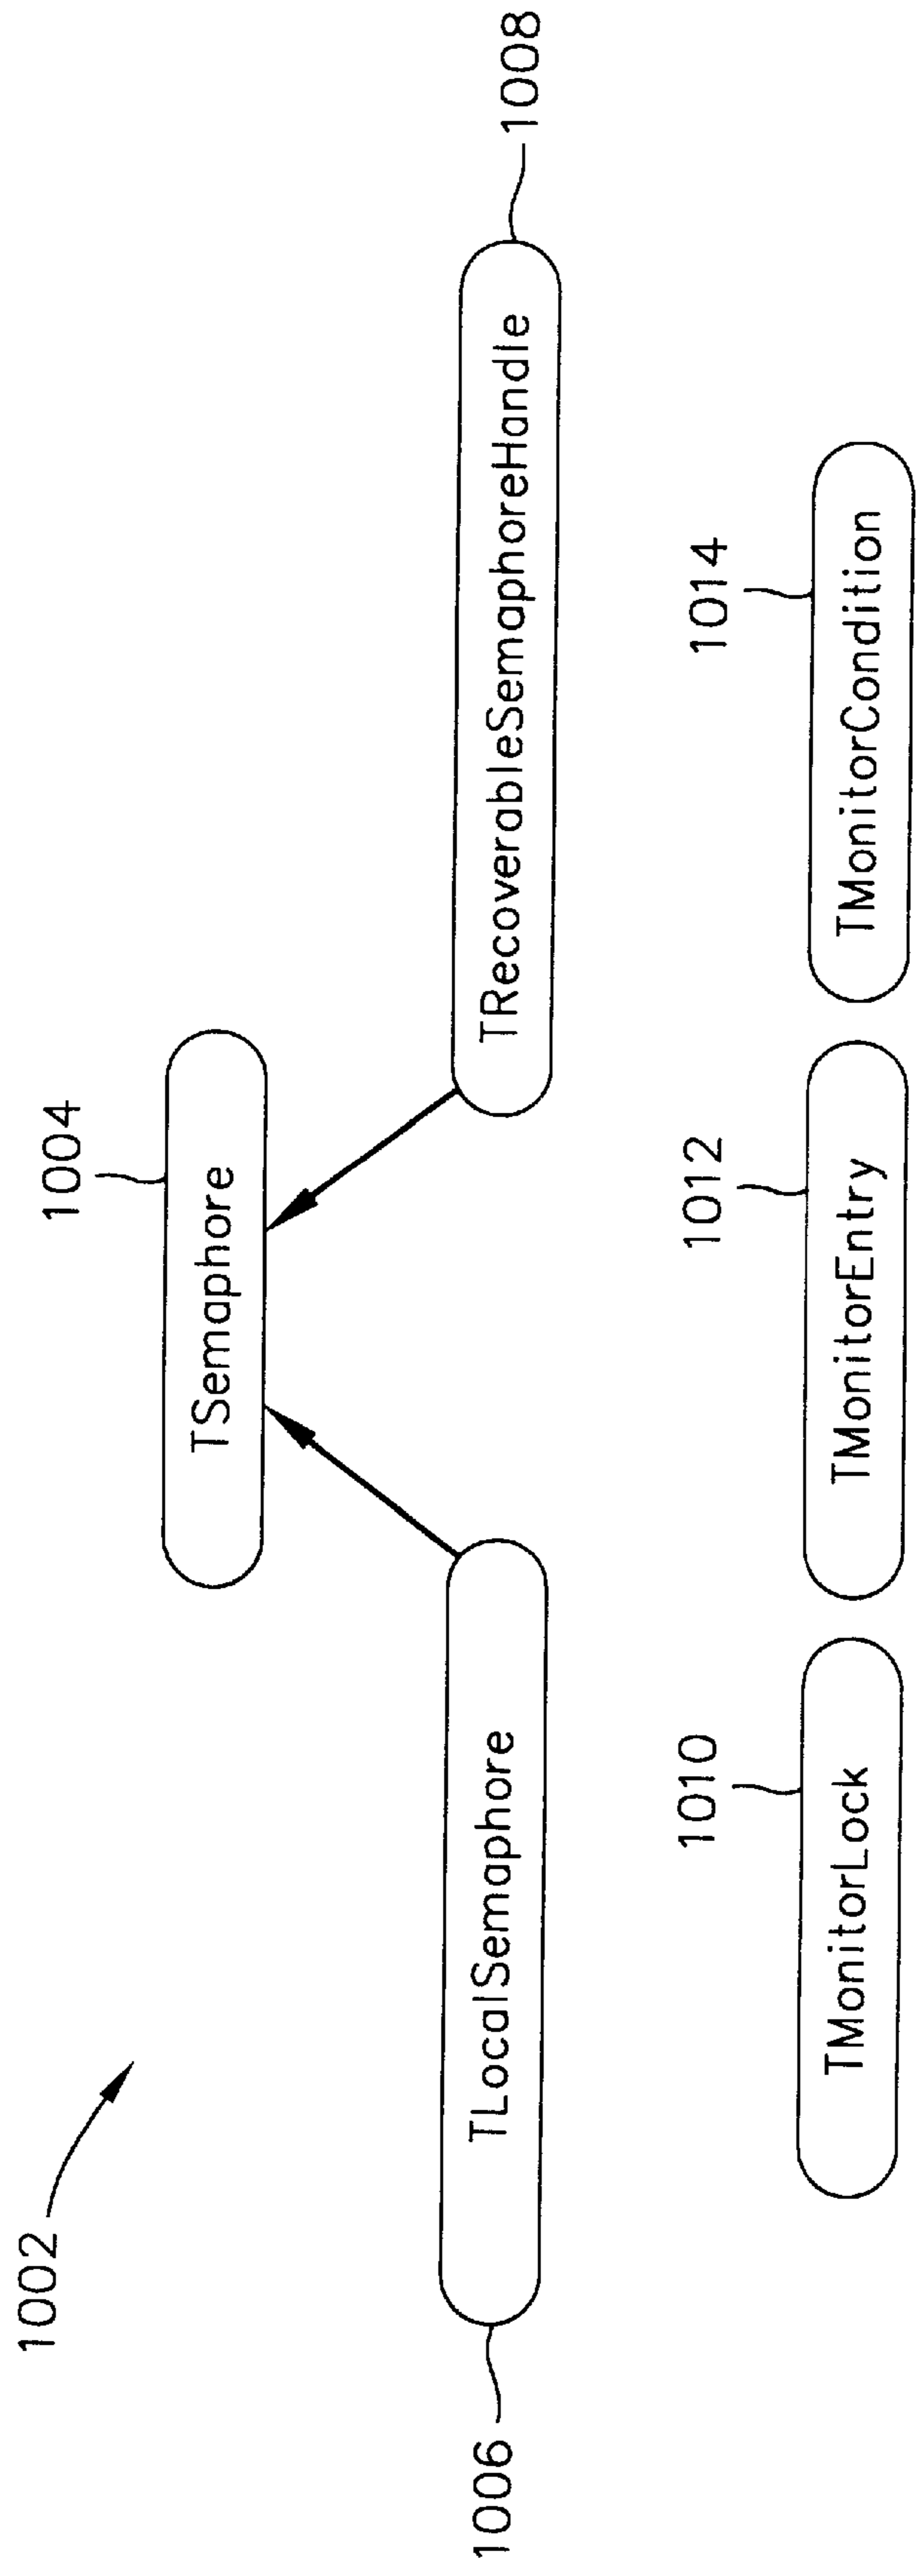 1002
1004
TSemaphore
1006
TLocalSemaphore
TRecoverableSemaphoreHandle
1008
1010
1012
1014
TMonitorLock
TMonitorEntry
TMonitorCondition